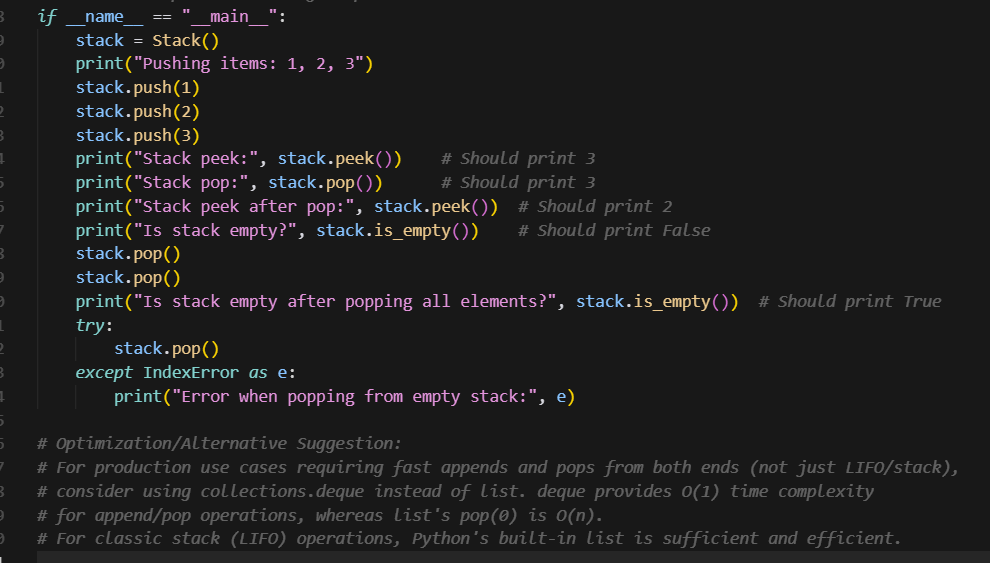 if __name__ == "__main__":
    stack = Stack()
    print("Pushing items: 1, 2, 3")
    stack.push(1)
    stack.push(2)
    stack.push(3)
    print("Stack peek:", stack.peek())    # Should print 3
    print("Stack pop:", stack.pop())      # Should print 3
    print("Stack peek after pop:", stack.peek())  # Should print 2
    print("Is stack empty?", stack.is_empty())    # Should print False
    stack.pop()
    stack.pop()
    print("Is stack empty after popping all elements?", stack.is_empty())  # Should print True
    try:
        stack.pop()
    except IndexError as e:
        print("Error when popping from empty stack:", e)

# Optimization/Alternative Suggestion:
# For production use cases requiring fast appends and pops from both ends (not just LIFO/stack),
# consider using collections.deque instead of list. deque provides O(1) time complexity
# for append/pop operations, whereas list's pop(0) is O(n).
# For classic stack (LIFO) operations, Python's built-in list is sufficient and efficient.